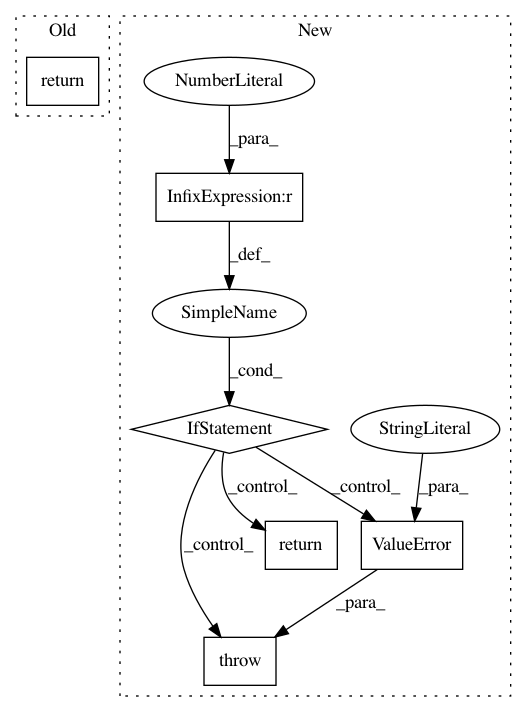 Old
New
return
NumberLiteral
_para_
InfixExpression:r
_def_
SimpleName
_cond_
IfStatement
StringLiteral
_control_
_control_
_para_
_control_
return
ValueError
_para_
throw